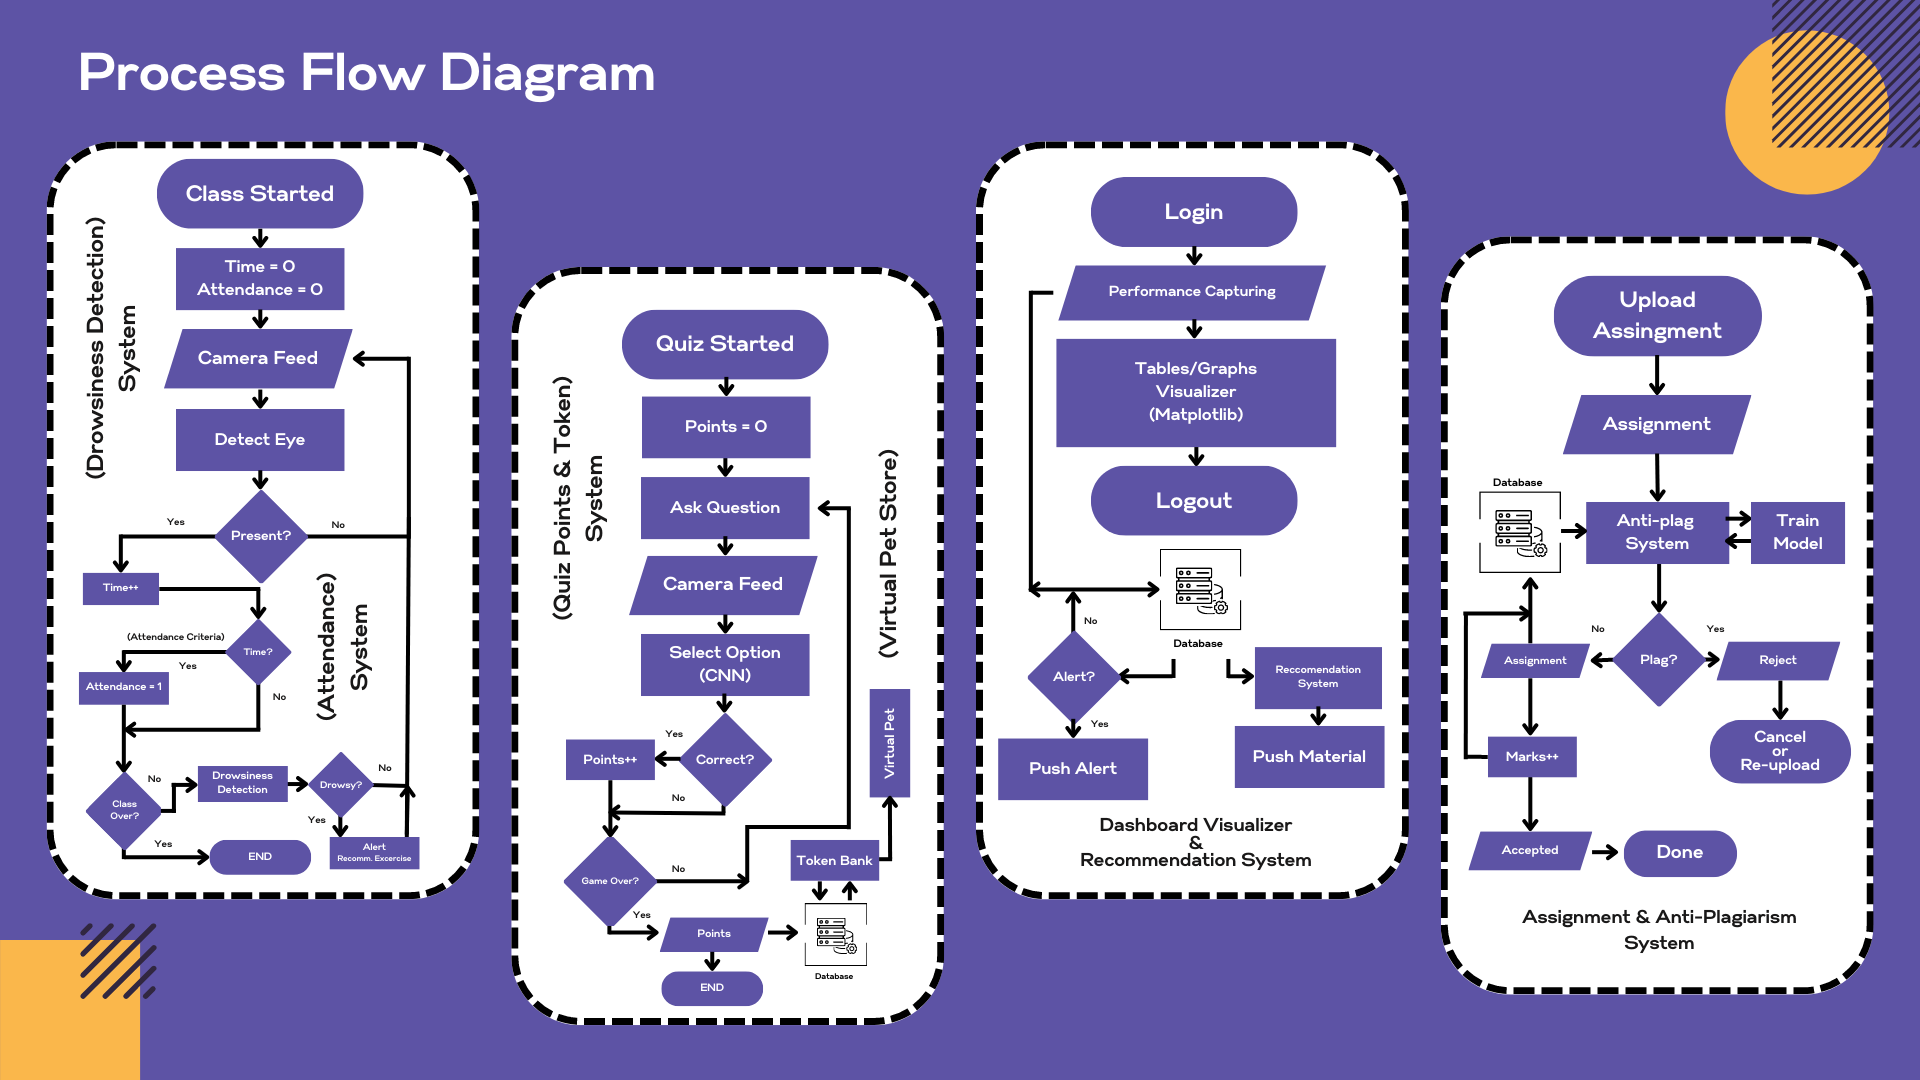 Process Flow Diagram
(Drowsiness Detection)
System
Class Started
Time = 0
Attendance = 0
Camera Feed
Detect Eye
Present?
Yes
No
Time++
(Attendance)
System
(Attendance Criteria)
Time?
Yes
Attendance = 1
No
Class
Over?
No
Drowsiness
Detection
Drowsy?
No
Yes
Yes
END
Alert
Recomm. Excercise
(Quiz Points & Token)
System
(Virtual Pet Store)
Quiz Started
Points = 0
Ask Question
Camera Feed
Select Option
(CNN)
Correct?
Yes
Points++
No
Virtual Pet
Game Over?
No
Token Bank
Yes
Points
Database
END
Login
Performance Capturing
Tables/Graphs
Visualizer
(Matplotlib)
Logout
No
Database
Alert?
Reccomendation
System
Yes
Push Alert
Push Material
Dashboard Visualizer
&
Recommendation System
Upload
Assingment
Assignment
Database
Anti-plag
System
Train
Model
No
Yes
Assignment
Plag?
Reject
Marks++
Cancel
or
Re-upload
Accepted
Done
Assignment & Anti-Plagiarism
System